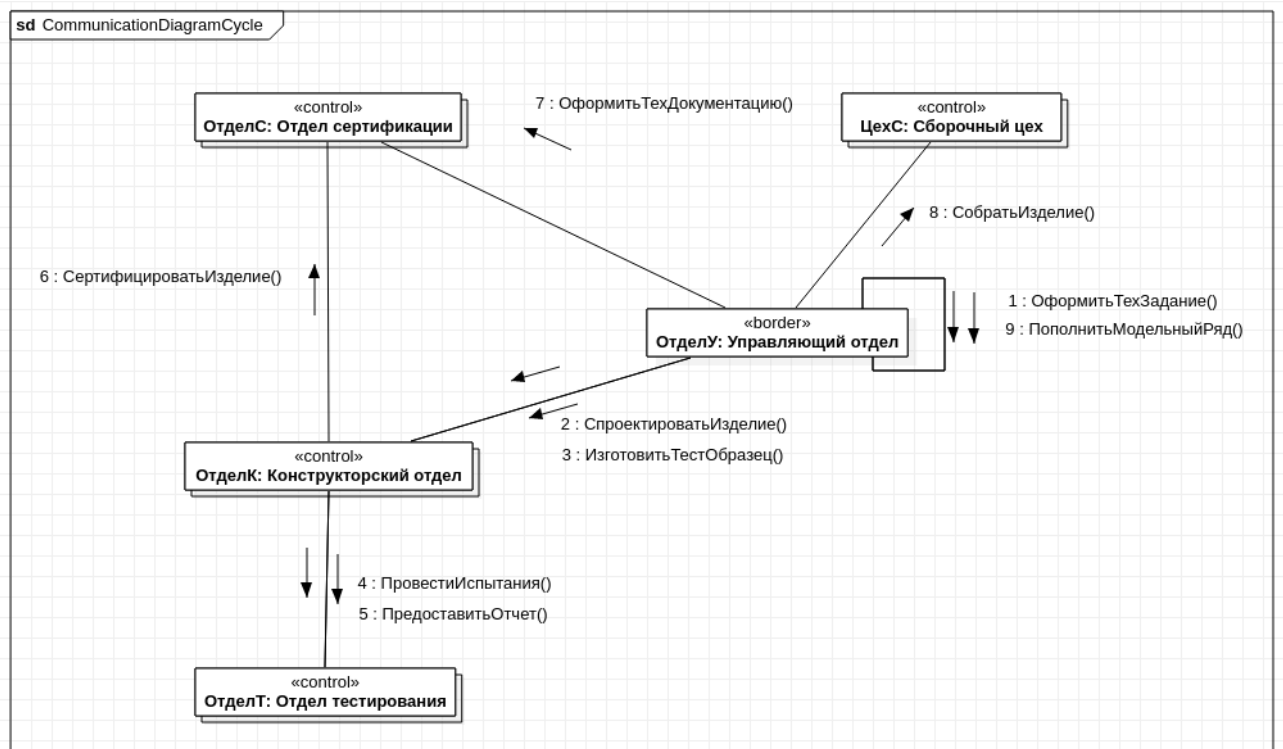 sd CommunicationDiagramCycle
«control»
ОтделС: Отдел сертификации
7 : ОформитьТехДокументацию()
«control»
ЦехС: Сборочный цех
8 : СобратьИзделие()
6 : СертифицироватьИзделие()
«border»
ОтделУ: Управляющий отдел
1 : ОформитьТехЗадание()
9 : ПополнитьМодельныйРяд()
2 : СпроектироватьИзделие()
3 : ИзготовитьТестОбразец()
«control»
ОтделК: Конструкторский отдел
4 : ПровестиИспытания()
5 : ПредоставитьОтчет()
«control»
ОтделТ: Отдел тестирования